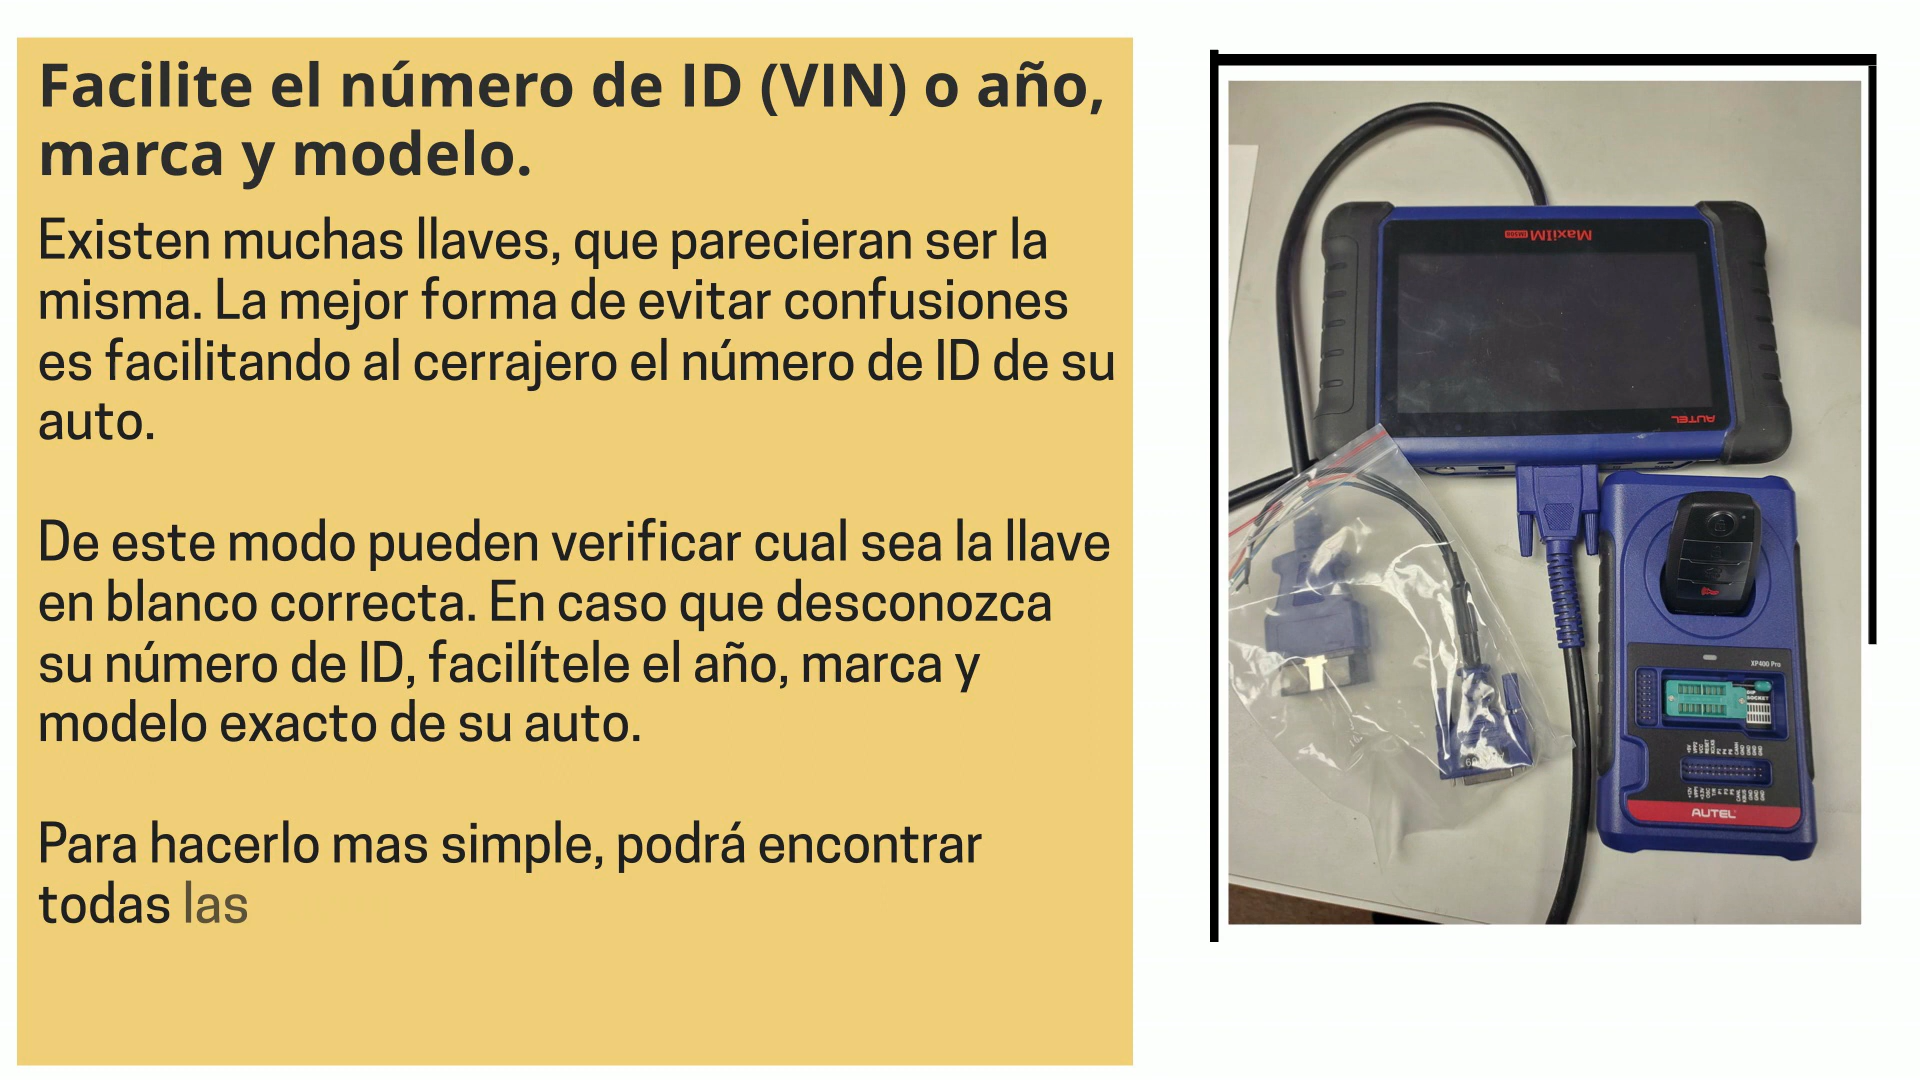 Facilite el número de ID (VIN) o año,
marca y modelo.
Existen muchas llaves, que parecieran ser la
misma. La mejor forma de evitar confusiones
es facilitando al cerrajero el número de ID de su
auto.
De este modo pueden verificar cual sea la llave
en blanco correcta. En caso que desconozca
su número de ID, facilítele el año, marca y
modelo exacto de su auto.
Para hacerlo mas simple, podrá encontrar
todas las
MaxiIM IM508
AUTEL
XP400 Pro
DIP
SOCKET
AUTEL